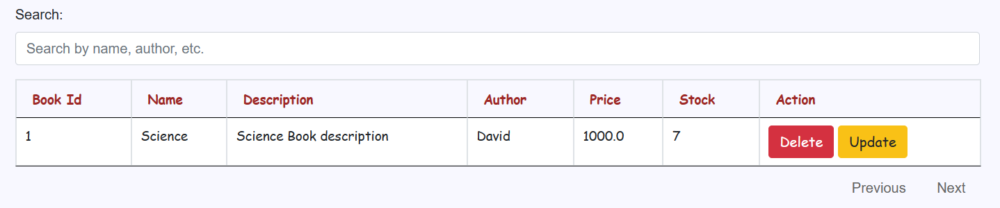 Search:
Search by name, author, etc.
Book Id Name Description Author Price Stock Action
1 Science Science Book description David 1000.0 7 Delete Update
Previous Next